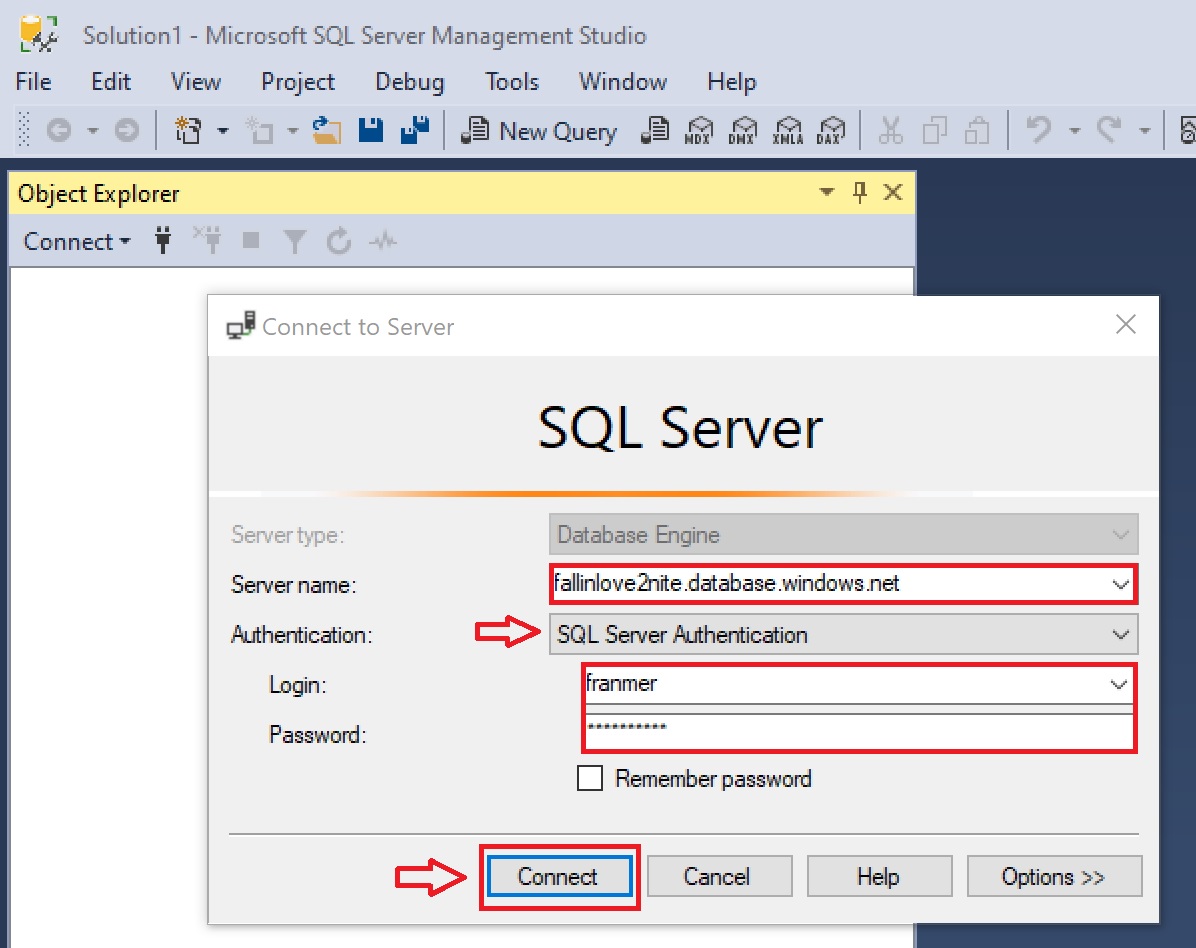 Solution1 - Microsoft SQL Server Management Studio
File Edit View Project Debug Tools Window Help
New Query MDX DMX XMLA DAX
Object Explorer
Connect
Connect to Server
SQL Server
Server type: Database Engine
Server name: fallinlove2nite.database.windows.net
Authentication: SQL Server Authentication
Login: franmer
Password: **********
Remember password
Connect Cancel Help Options >>